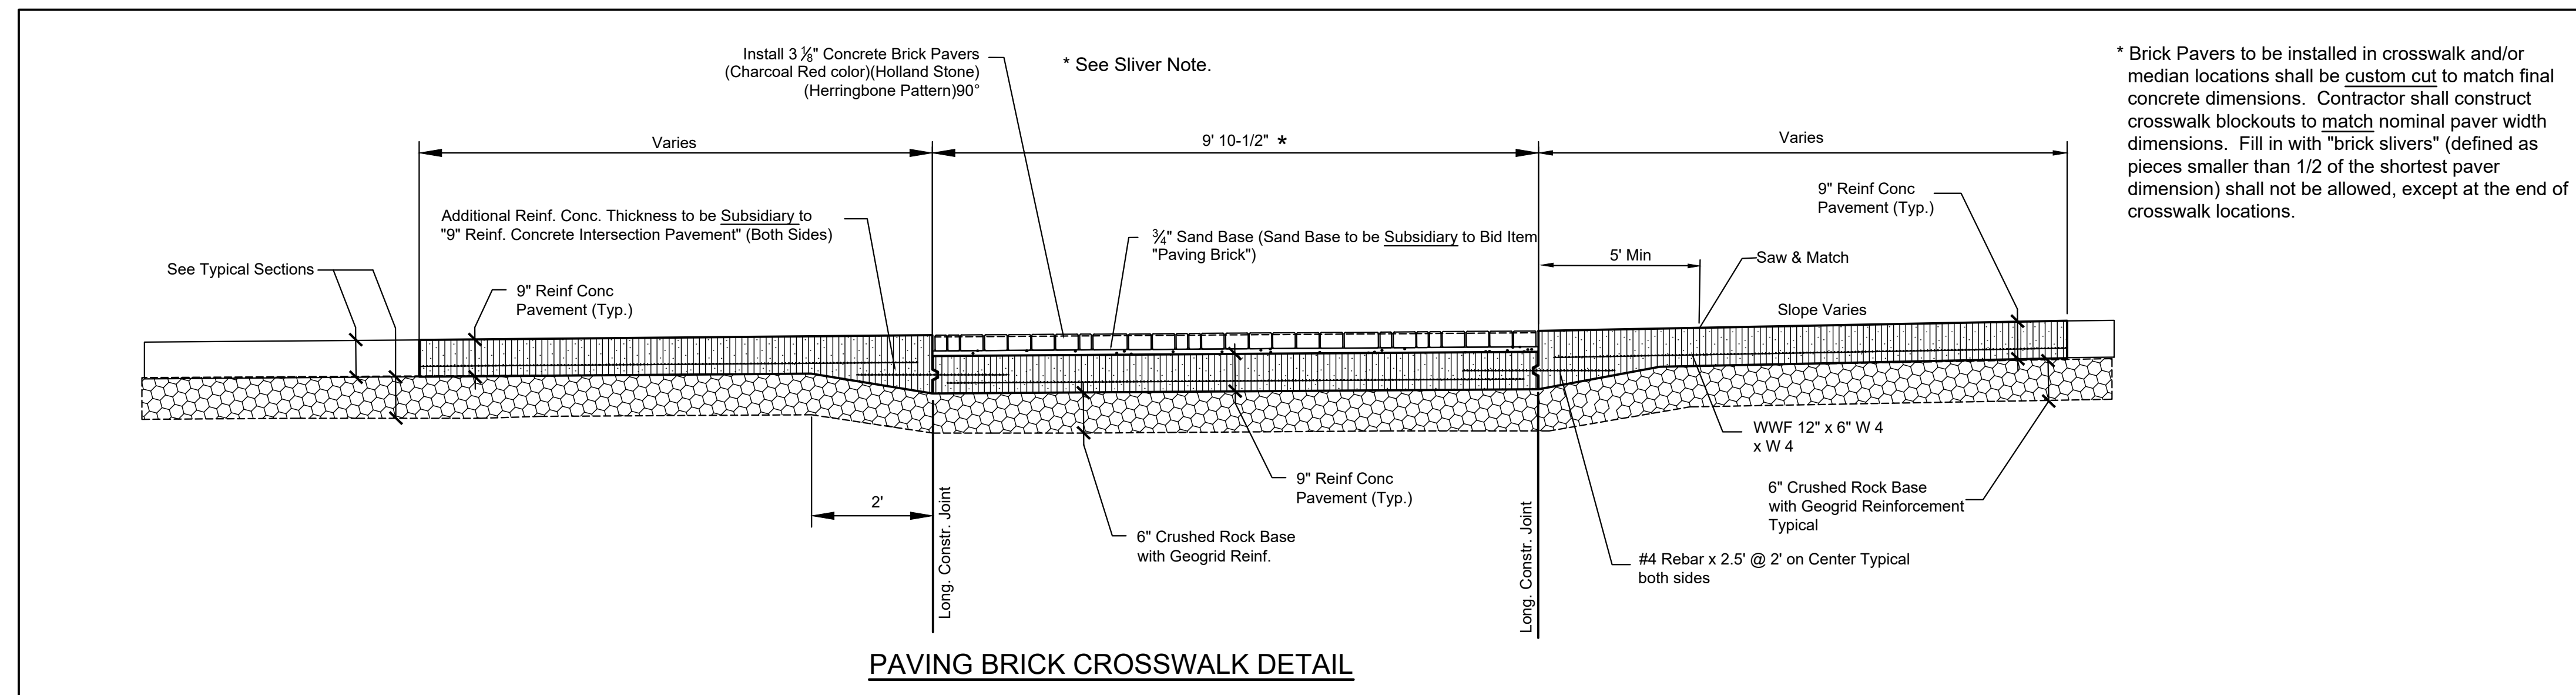 Install 3 ⅛" Concrete Brick Pavers
(Charcoal Red color)(Holland Stone)
(Herringbone Pattern)90°
* See Sliver Note.
* Brick Pavers to be installed in crosswalk and/or
median locations shall be custom cut to match final
concrete dimensions. Contractor shall construct
crosswalk blockouts to match nominal paver width
dimensions. Fill in with "brick slivers" (defined as
pieces smaller than 1/2 of the shortest paver
dimension) shall not be allowed, except at the end of
crosswalk locations.
Varies
9' 10-1/2" *
Varies
9" Reinf Conc
Pavement (Typ.)
Additional Reinf. Conc. Thickness to be Subsidiary to
"9" Reinf. Concrete Intersection Pavement" (Both Sides)
¾" Sand Base (Sand Base to be Subsidiary to Bid Item
"Paving Brick")
5' Min
Saw & Match
See Typical Sections
9" Reinf Conc
Pavement (Typ.)
Slope Varies
WWF 12" x 6" W 4
x W 4
9" Reinf Conc
Pavement (Typ.)
6" Crushed Rock Base
with Geogrid Reinforcement
Typical
2'
Long. Constr. Joint
6" Crushed Rock Base
with Geogrid Reinf.
Long. Constr. Joint
#4 Rebar x 2.5' @ 2' on Center Typical
both sides
PAVING BRICK CROSSWALK DETAIL